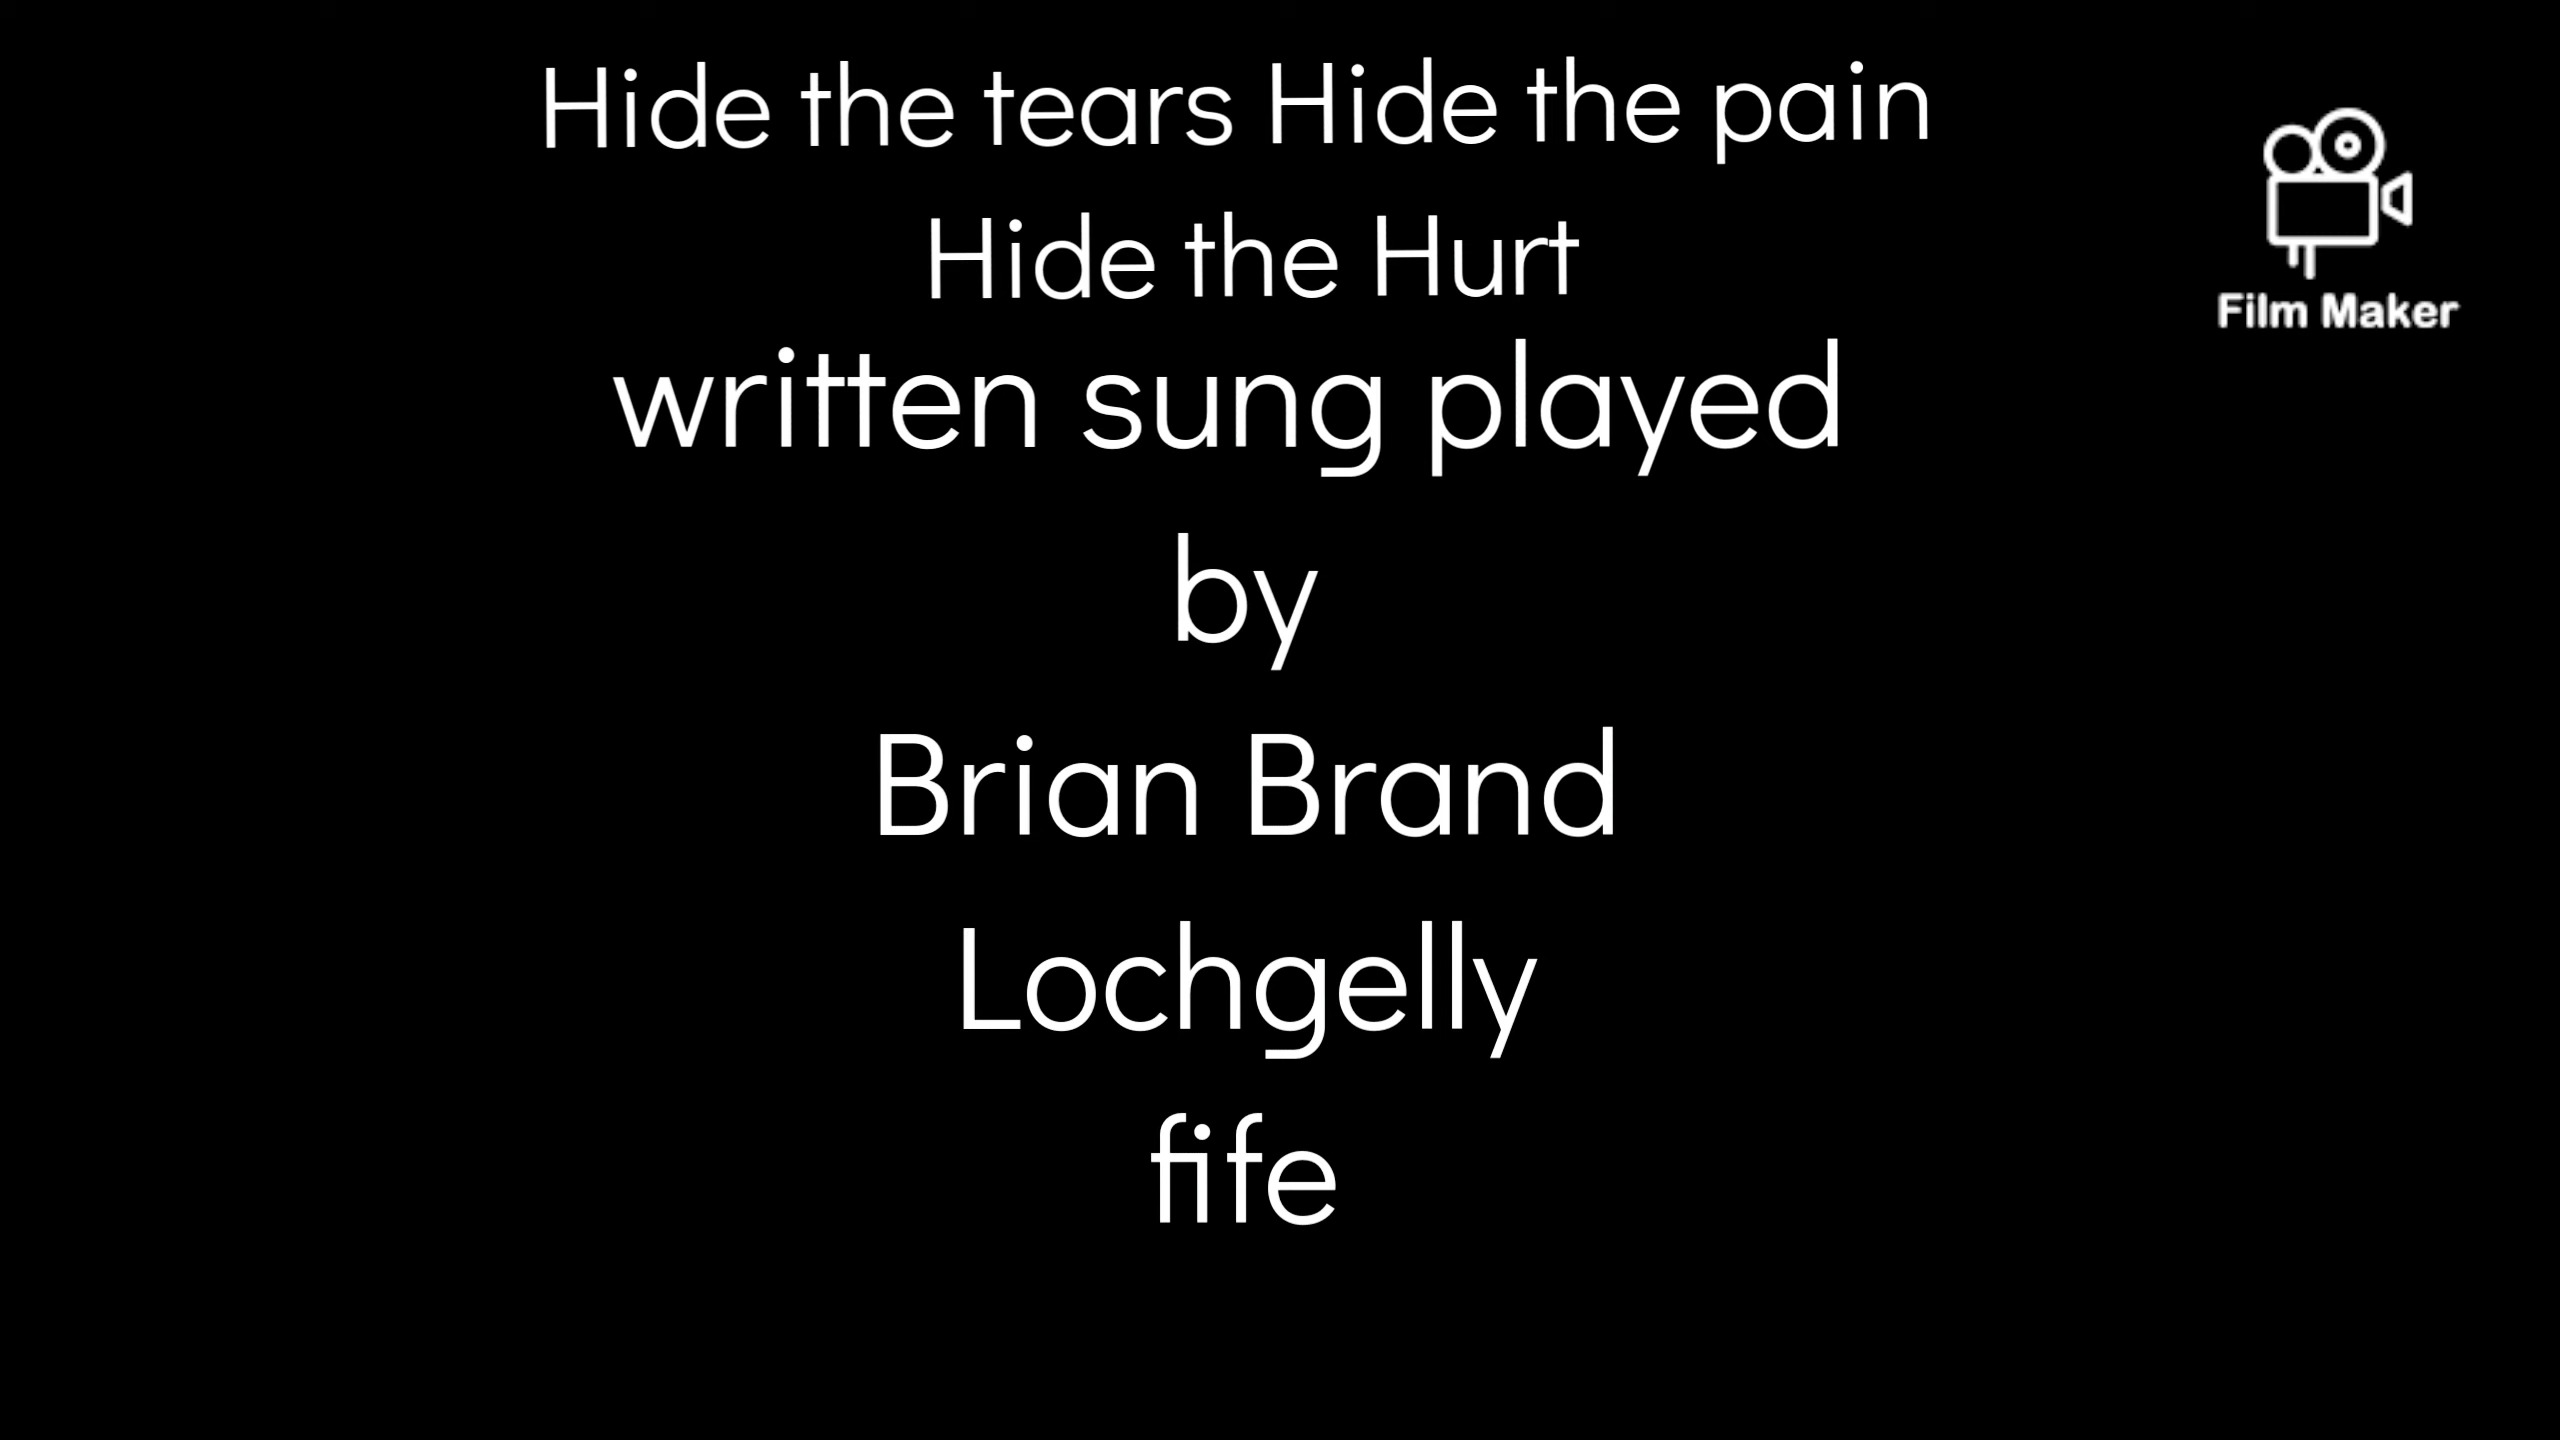 Hide the tears Hide the pain
Hide the Hurt
written sung played
by
Brian Brand
Lochgelly
fife
Film Maker